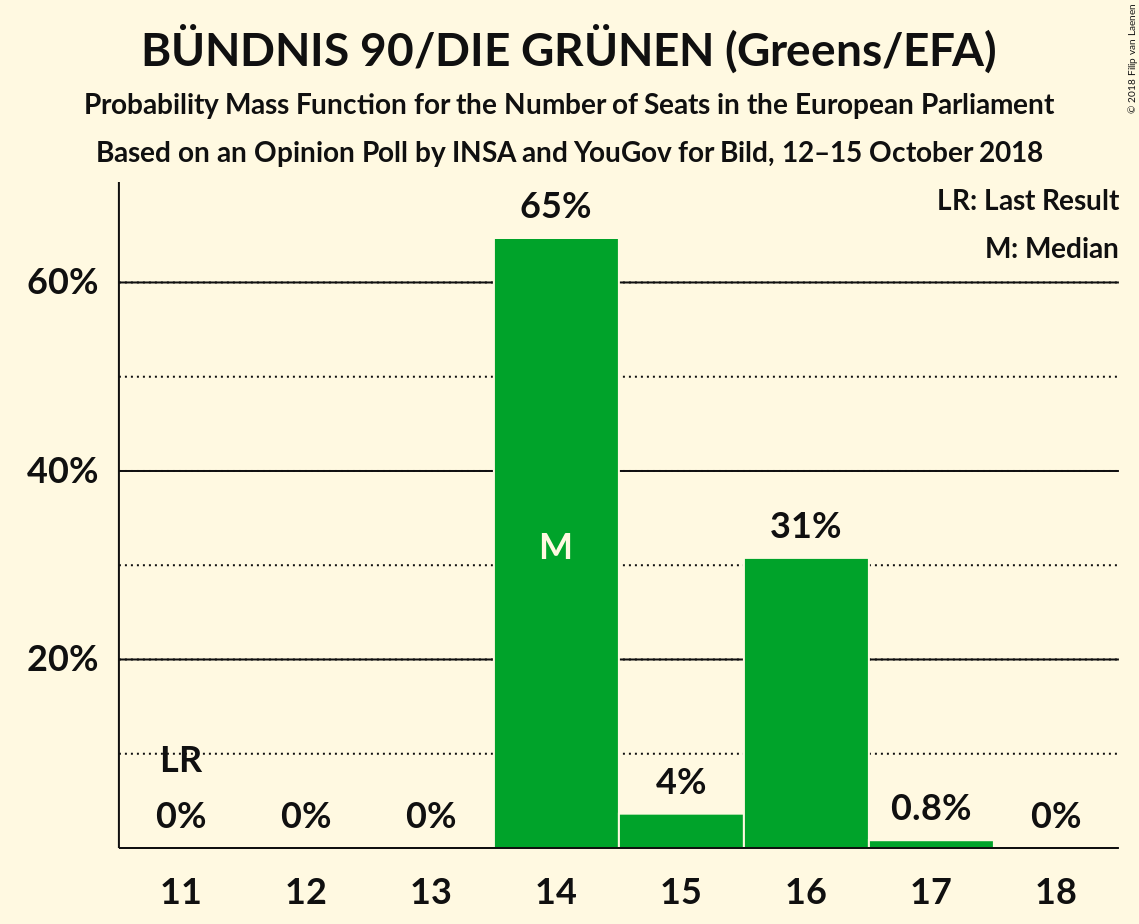 BÜNDNIS 90/DIE GRÜNEN (Greens/EFA)
Probability Mass Function for the Number of Seats in the European Parliament
Based on an Opinion Poll by INSA and YouGov for Bild, 12–15 October 2018
© 2018 Filip van Laenen
LR: Last Result
M: Median
65%
60%
40%
31%
M
20%
LR
4%
0% 0% 0% 0.8% 0%
11 12 13 14 15 16 17 18